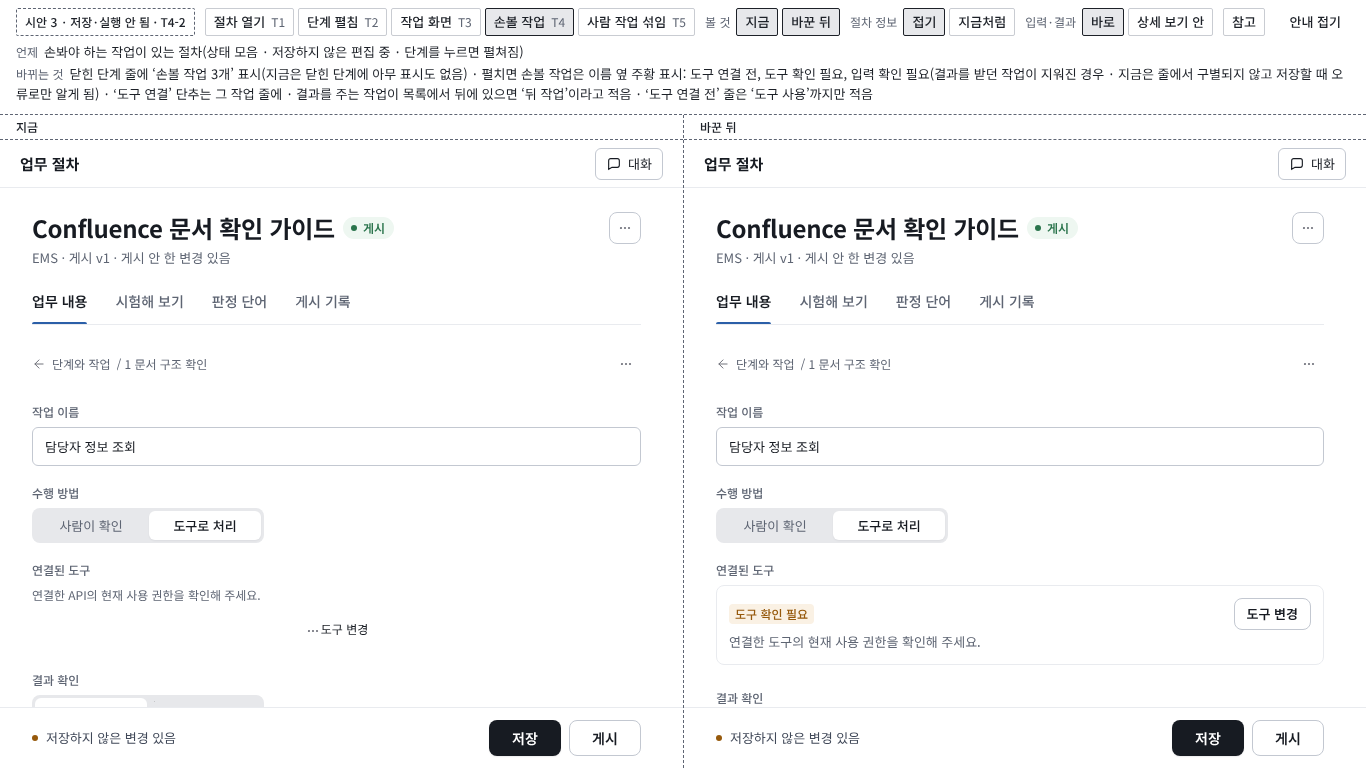 시안 3 · 저장·실행 안 됨 · T4-2 절차 열기 T1 단계 펼침 T2 작업 화면 T3 손볼 작업 T4 사람 작업 섞임 T5 볼 것 지금 바꾼 뒤 절차 정보 접기 지금처럼 입력·결과 바로 상세 보기 안 참고 안내 접기
언제 손봐야 하는 작업이 있는 절차(상태 모음 · 저장하지 않은 편집 중 · 단계를 누르면 펼쳐짐)
바뀌는 것 닫힌 단계 줄에 ‘손볼 작업 3개’ 표시(지금은 닫힌 단계에 아무 표시도 없음) · 펼치면 손볼 작업은 이름 옆 주황 표시: 도구 연결 전, 도구 확인 필요, 입력 확인 필요(결과를 받던 작업이 지워진 경우 · 지금은 줄에서 구별되지 않고 저장할 때 오
류로만 알게 됨) · ‘도구 연결’ 단추는 그 작업 줄에 · 결과를 주는 작업이 목록에서 뒤에 있으면 ‘뒤 작업’이라고 적음 · ‘도구 연결 전’ 줄은 ‘도구 사용’까지만 적음
지금
업무 절차
대화
Confluence 문서 확인 가이드
게시
···
EMS · 게시 v1 · 게시 안 한 변경 있음
업무 내용 시험해 보기 판정 단어 게시 기록
← 단계와 작업 / 1 문서 구조 확인
···
작업 이름
담당자 정보 조회
수행 방법
사람이 확인 도구로 처리
연결된 도구
연결한 API의 현재 사용 권한을 확인해 주세요.
··· 도구 변경
결과 확인
저장하지 않은 변경 있음
저장 게시
바꾼 뒤
업무 절차
대화
Confluence 문서 확인 가이드
게시
···
EMS · 게시 v1 · 게시 안 한 변경 있음
업무 내용 시험해 보기 판정 단어 게시 기록
← 단계와 작업 / 1 문서 구조 확인
···
작업 이름
담당자 정보 조회
수행 방법
사람이 확인 도구로 처리
연결된 도구
도구 확인 필요
도구 변경
연결한 도구의 현재 사용 권한을 확인해 주세요.
결과 확인
저장하지 않은 변경 있음
저장 게시